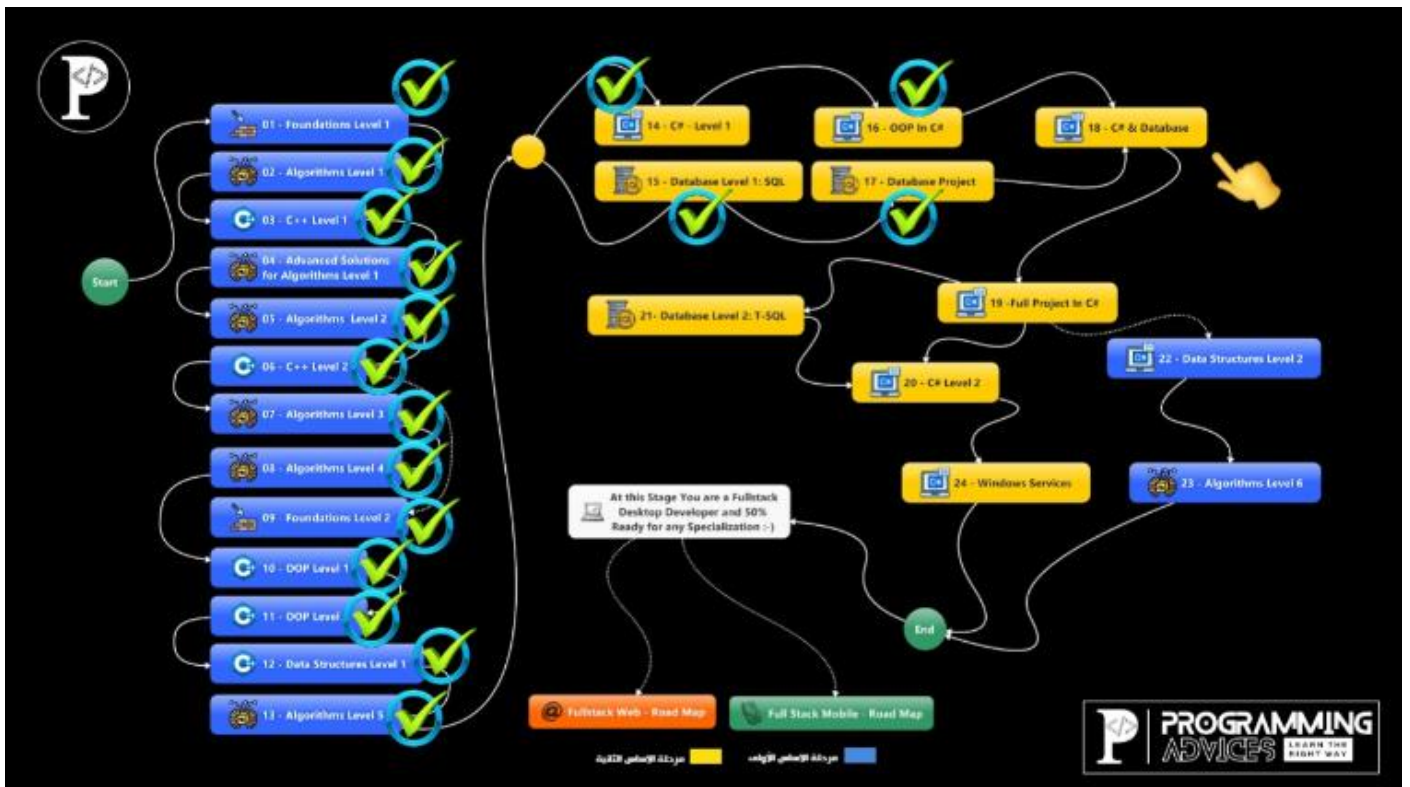 </>
01 - Foundations Level 1
02 - Algorithms Level 1
03 - C++ Level 1
04 - Advanced Solutions
for Algorithms Level 1
05 - Algorithms Level 2
06 - C++ Level 2
07 - Algorithms Level 3
08 - Algorithms Level 4
09 - Foundations Level 2
10 - OOP Level 1
11 - OOP Level
12 - Data Structures Level 1
13 - Algorithms Level 5
Start
14 - C# - Level 1
16 - OOP In C#
18 - C# & Database
15 - Database Level 1: SQL
17 - Database Project
19 -Full Project In C#
21- Database Level 2: T-SQL
22 - Data Structures Level 2
20 - C# Level 2
24 - Windows Services
23 - Algorithms Level 6
At this Stage You are a Fullstack
Desktop Developer and 50%
Ready for any Specialization :-)
End
@ Fullstack Web - Road Map
Full Stack Mobile - Road Map
مرحلة الإساس الثانية
مرحلة الإساس الأولى
</>
PROGRAMMING
ADVICES
LEARN THE
RIGHT WAY